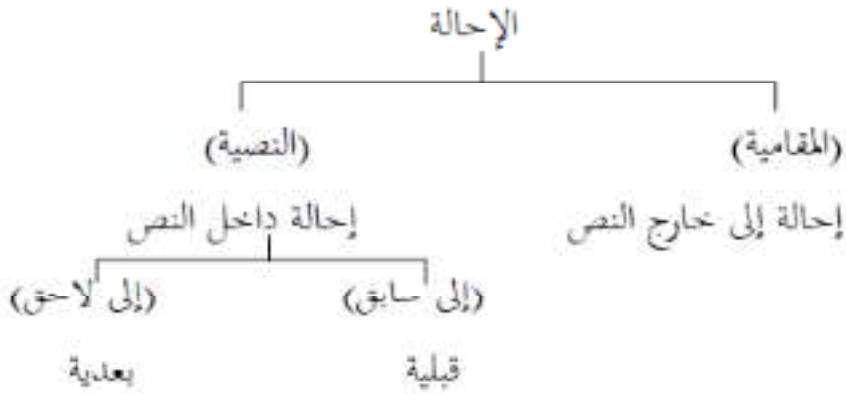 الإحالة
(المقامية)
(النصية)
إحالة إلى خارج النص
إحالة داخل النص
(إلى سابق)
(إلى لاحق)
قبلية
بعدية